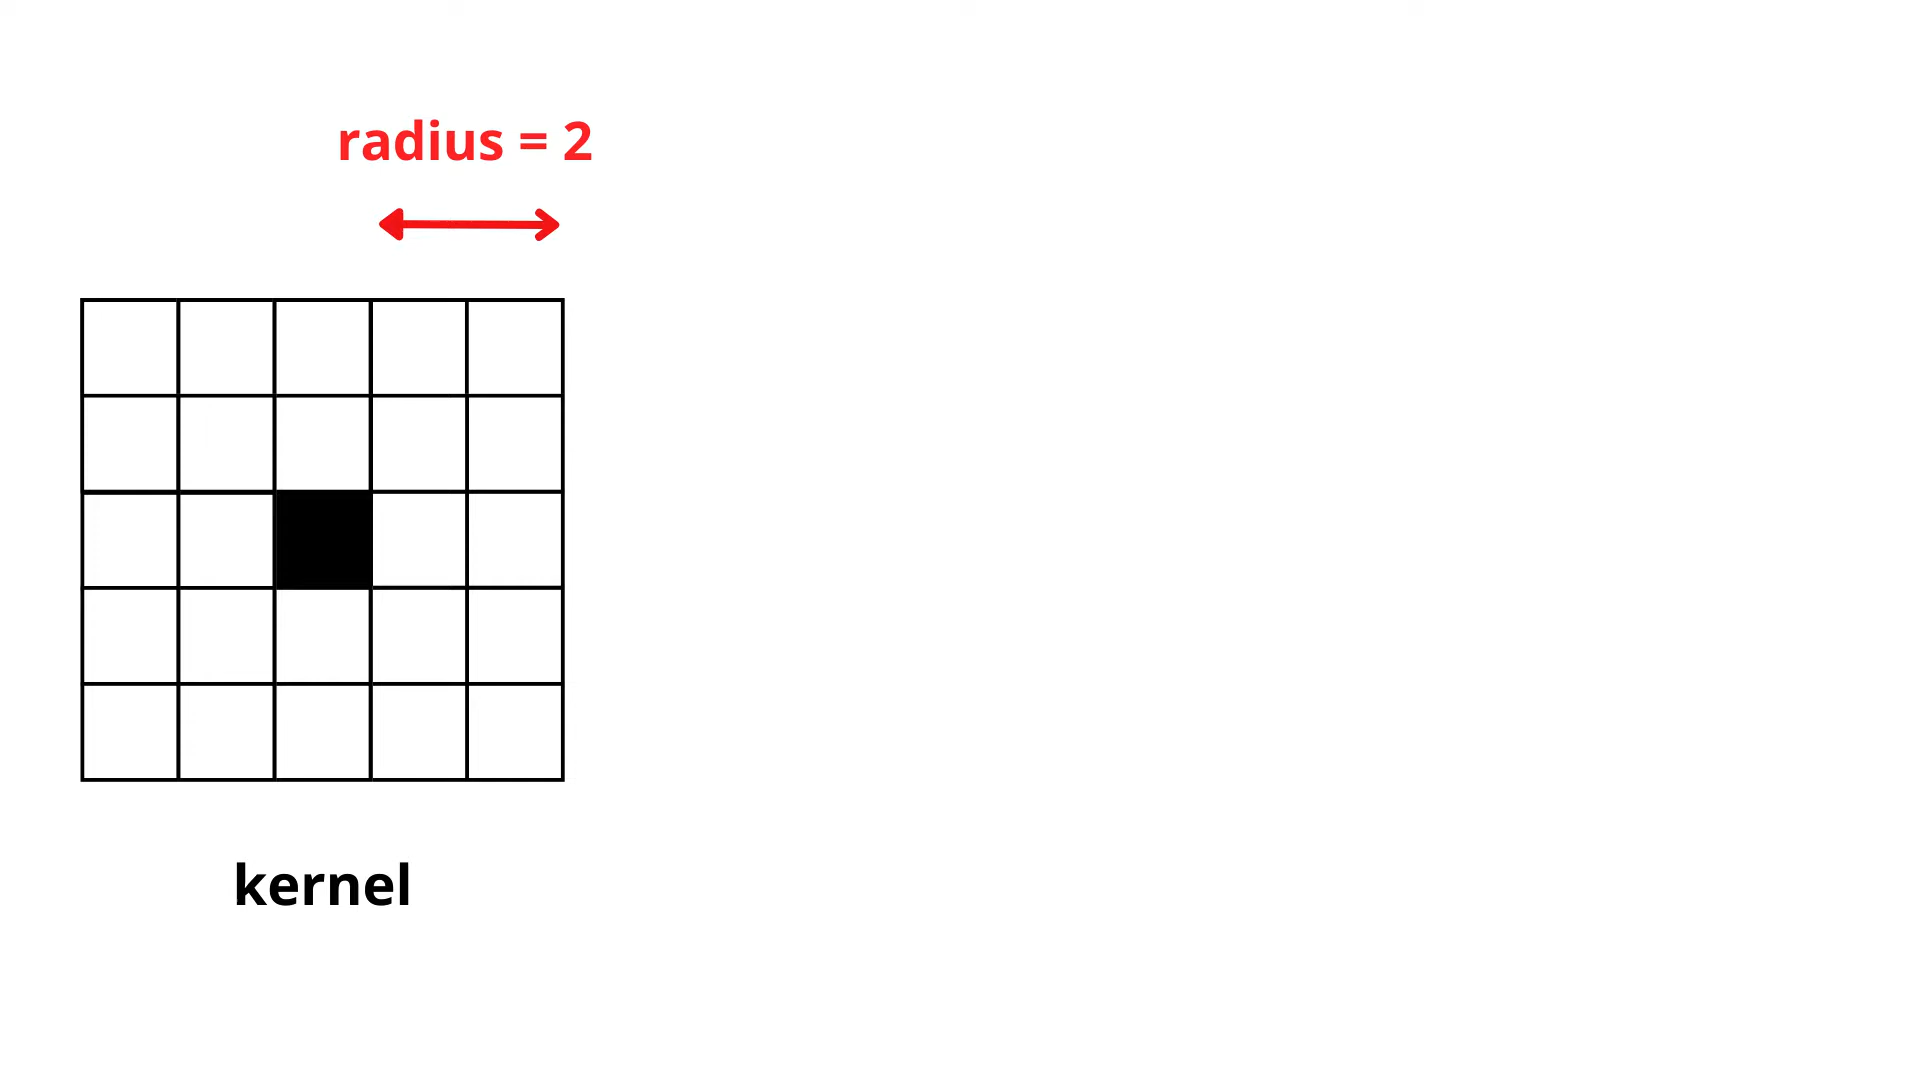 radius = 2
kernel